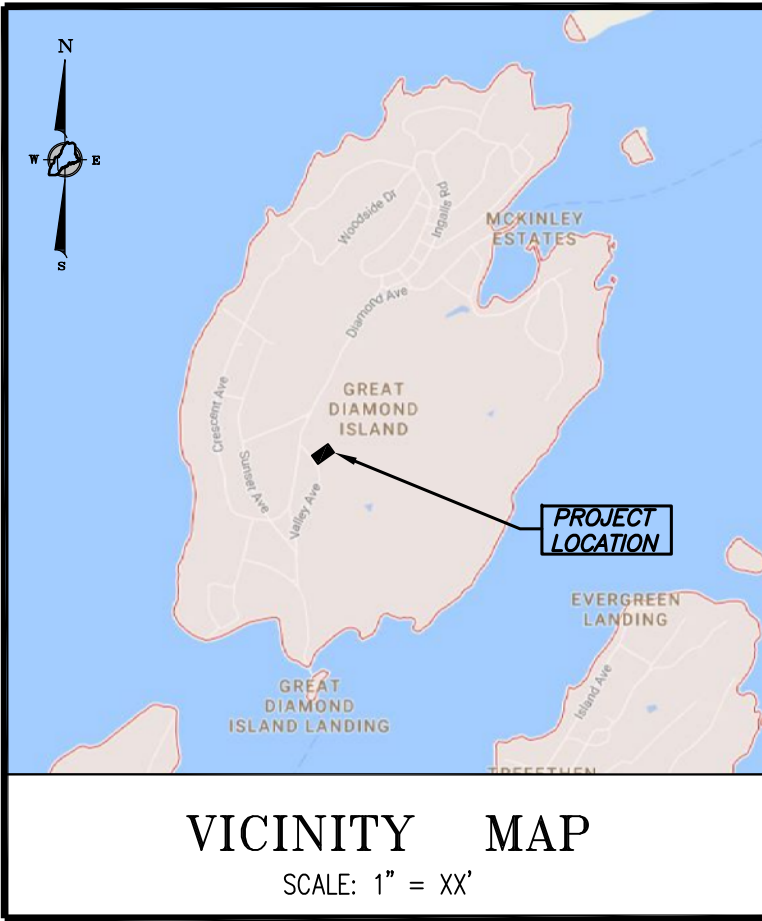 N
W E
S
Woodside Dr
Ingalls Rd
MCKINLEY
ESTATES
Diamond Ave
GREAT
DIAMOND
ISLAND
Crescent Ave
Sunset Ave
Valley Ave
PROJECT
LOCATION
EVERGREEN
LANDING
Island Ave
GREAT
DIAMOND
ISLAND LANDING
TREFETHEN
VICINITY MAP
SCALE: 1" = XX'